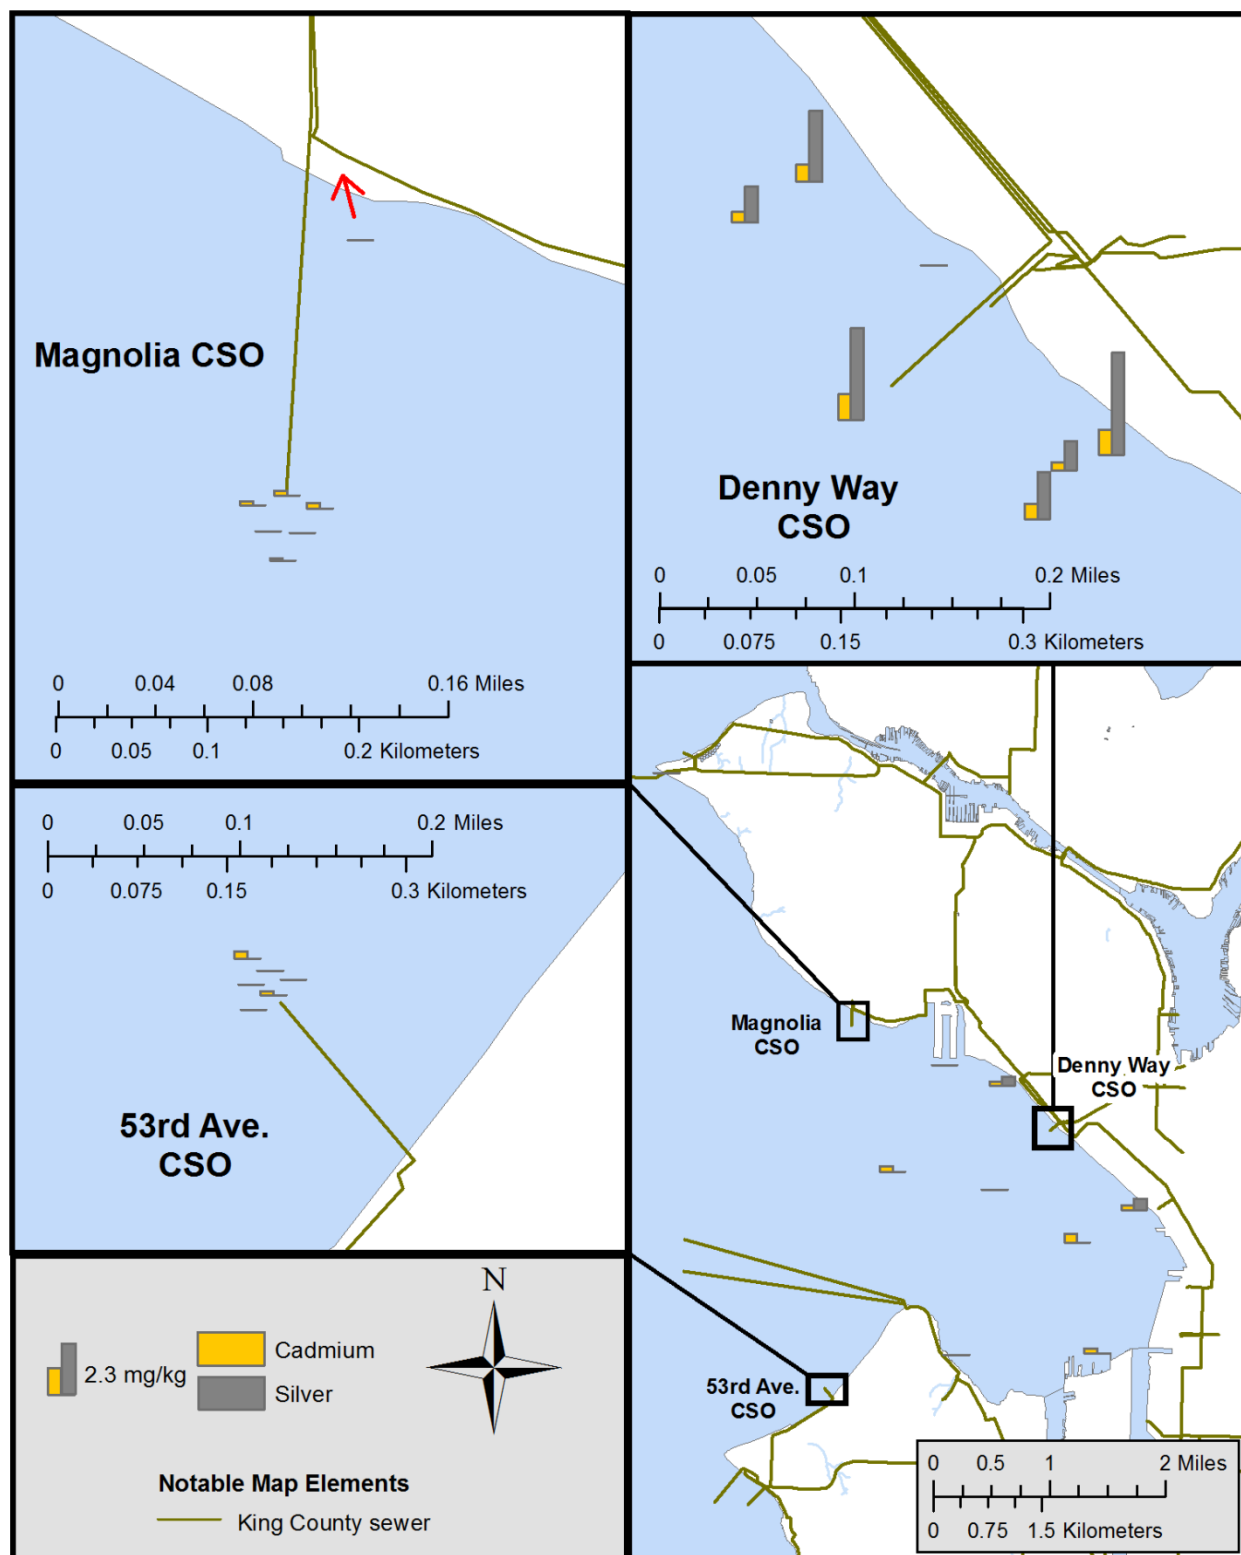 Magnolia CSO
0 0.04 0.08 0.16 Miles
0 0.05 0.1 0.2 Kilometers
Denny Way
CSO
0 0.05 0.1 0.2 Miles
0 0.075 0.15 0.3 Kilometers
0 0.05 0.1 0.2 Miles
0 0.075 0.15 0.3 Kilometers
53rd Ave.
CSO
Magnolia
CSO
Denny Way
CSO
53rd Ave.
CSO
0 0.5 1 2 Miles
0 0.75 1.5 Kilometers
N
2.3 mg/kg
Cadmium
Silver
Notable Map Elements
King County sewer